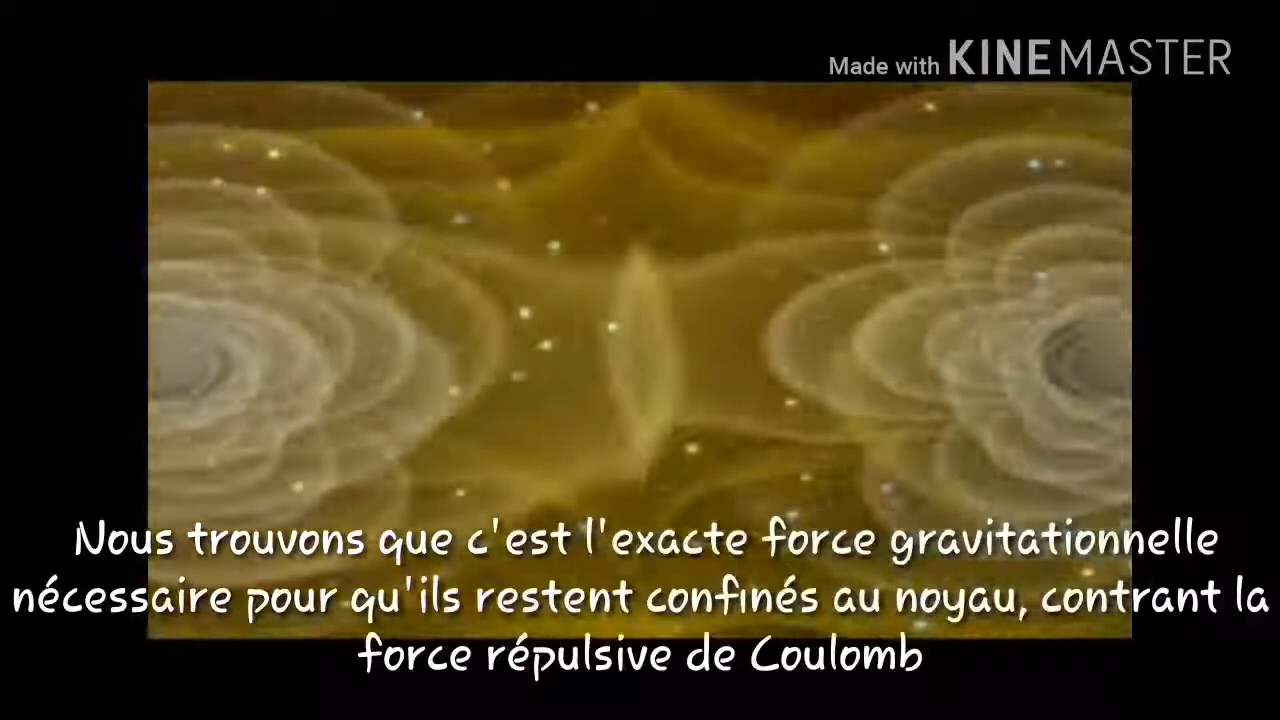 Made with KINEMASTER
Nous trouvons que c'est l'exacte force gravitationnelle
nécessaire pour qu'ils restent confinés au noyau, contrant la
force répulsive de Coulomb